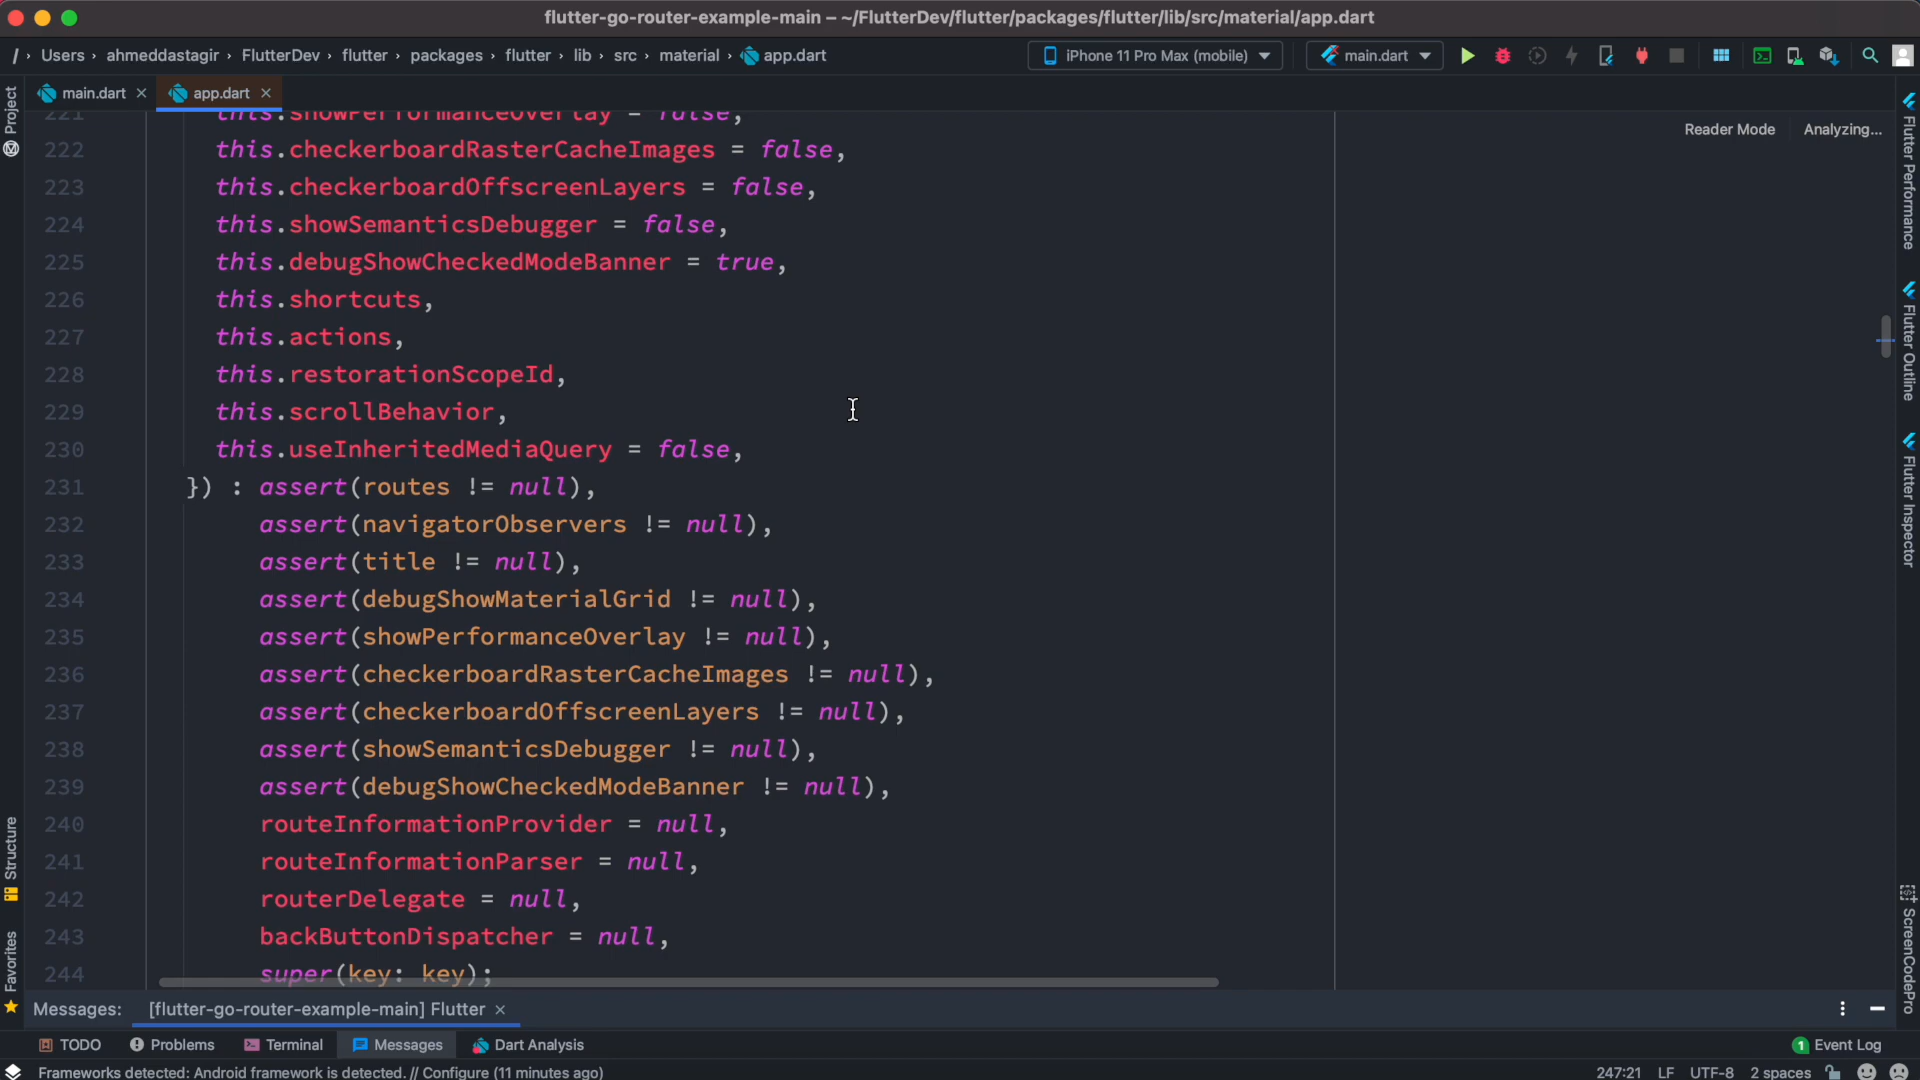 flutter-go-router-example-main – ~/FlutterDev/flutter/packages/flutter/lib/src/material/app.dart
/ › Users › ahmeddastagir › FlutterDev › flutter › packages › flutter › lib › src › material › app.dart
iPhone 11 Pro Max (mobile)
main.dart
main.dart
app.dart
Project
Reader Mode
Analyzing...
221 this.showPerformanceOverlay = false,
222 this.checkerboardRasterCacheImages = false,
223 this.checkerboardOffscreenLayers = false,
224 this.showSemanticsDebugger = false,
225 this.debugShowCheckedModeBanner = true,
226 this.shortcuts,
227 this.actions,
228 this.restorationScopeId,
229 this.scrollBehavior,
230 this.useInheritedMediaQuery = false,
231 }) : assert(routes != null),
232 assert(navigatorObservers != null),
233 assert(title != null),
234 assert(debugShowMaterialGrid != null),
235 assert(showPerformanceOverlay != null),
236 assert(checkerboardRasterCacheImages != null),
237 assert(checkerboardOffscreenLayers != null),
238 assert(showSemanticsDebugger != null),
239 assert(debugShowCheckedModeBanner != null),
240 routeInformationProvider = null,
241 routeInformationParser = null,
242 routerDelegate = null,
243 backButtonDispatcher = null,
244 super(key: key);
Structure
Favorites
Flutter Performance
Flutter Outline
Flutter Inspector
ScreenCodePro
Messages: [flutter-go-router-example-main] Flutter
TODO Problems Terminal Messages Dart Analysis
1 Event Log
Frameworks detected: Android framework is detected. // Configure (11 minutes ago)
247:21 LF UTF-8 2 spaces